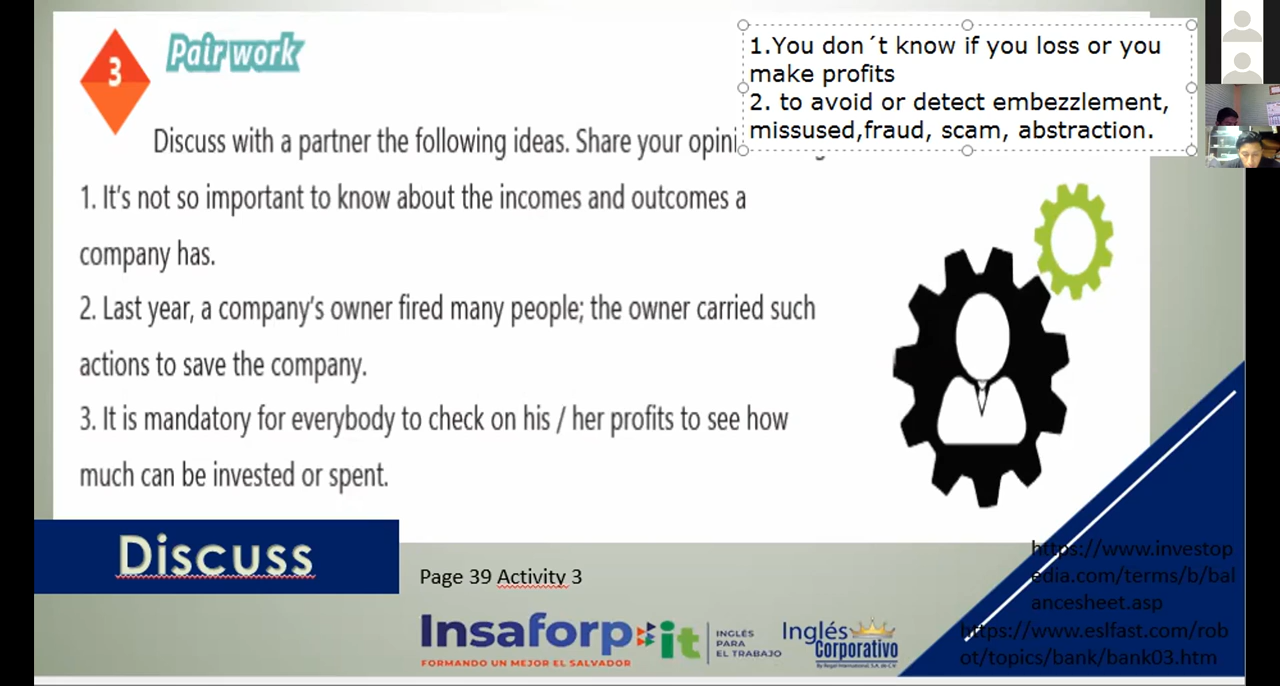 3
Pair work
1.You don´t know if you loss or you
make profits
2. to avoid or detect embezzlement,
missused,fraud, scam, abstraction.
Discuss with a partner the following ideas. Share your opini
1. It's not so important to know about the incomes and outcomes a
company has.
2. Last year, a company's owner fired many people; the owner carried such
actions to save the company.
3. It is mandatory for everybody to check on his / her profits to see how
much can be invested or spent.
Discuss
Page 39 Activity 3
https://www.investop
edia.com/terms/b/bal
ancesheet.asp
https://www.eslfast.com/rob
ot/topics/bank/bank03.htm
Insaforp it
FORMANDO UN MEJOR EL SALVADOR
INGLÉS
PARA
EL TRABAJO
Inglés
Corporativo